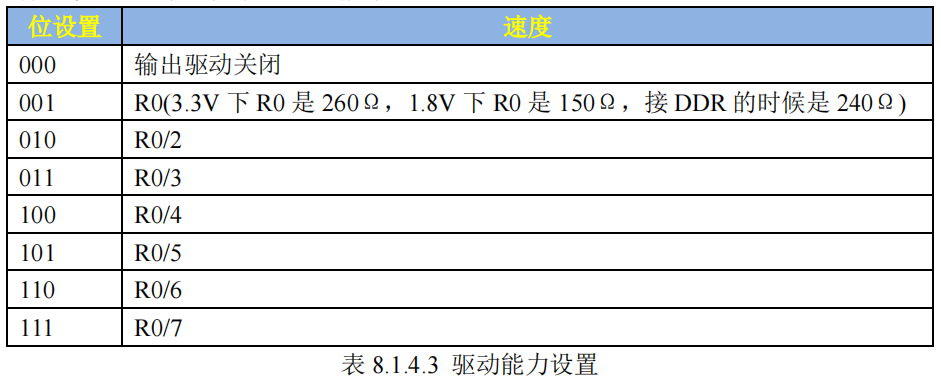 位设置 速度
000 输出驱动关闭
001 R0(3.3V 下 R0 是 260Ω，1.8V 下 R0 是 150Ω，接 DDR 的时候是 240Ω)
010 R0/2
011 R0/3
100 R0/4
101 R0/5
110 R0/6
111 R0/7
表 8.1.4.3 驱动能力设置